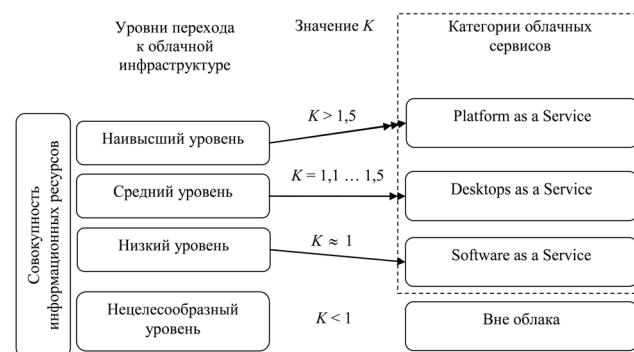 Уровни перехода
к облачной
инфраструктуре
Значение K
Категории облачных
сервисов
Совокупность
информационных ресурсов
Наивысший уровень
K > 1,5
Platform as a Service
Средний уровень
K = 1,1 … 1,5
Desktops as a Service
Низкий уровень
K ≈ 1
Software as a Service
Нецелесообразный
уровень
K < 1
Вне облака